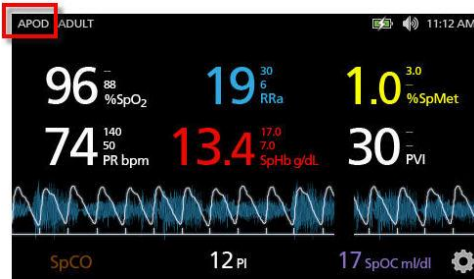 APOD ADULT 11:12 AM
96 – 88 %SpO₂ 19 30 6 RRa 1.0 3.0 – %SpMet
74 140 50 PR bpm 13.4 17.0 7.0 SpHb g/dL 30 – – PVI
SpCO 12 PI 17 SpOC ml/dl